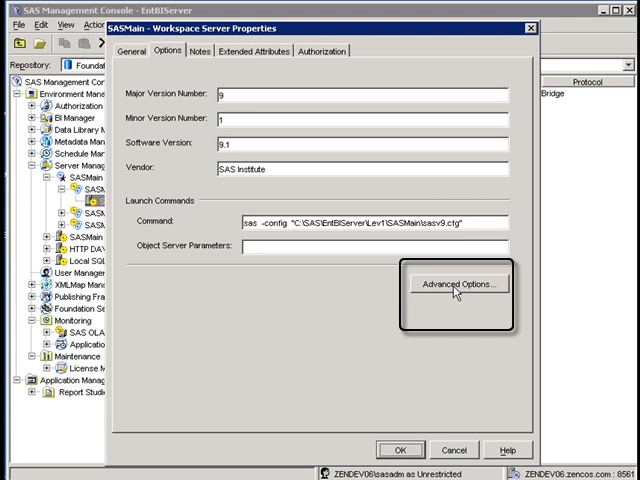 SAS Management Console - EntBIServer
File Edit View Action
SASMain - Workspace Server Properties
General Options Notes Extended Attributes Authorization
Repository: Foundat
Protocol
Bridge
SAS Management Con
Environment Mana
Authorization
BI Manager
Data Library M
Metadata Man
Schedule Man
Server Manag
SASMain
SASM
S
SASM
SASM
SASMain
HTTP DAV
Local SQL
User Manage
XMLMap Mana
Publishing Fra
Foundation Se
Monitoring
SAS OLA
Applicatio
Maintenance
License M
Application Manag
Report Studi
Major Version Number: 9
Minor Version Number: 1
Software Version: 9.1
Vendor: SAS Institute
Launch Commands
Command: sas -config "C:\SAS\EntBIServer\Lev1\SASMain\sasv9.cfg"
Object Server Parameters:
Advanced Options...
OK Cancel Help
ZENDEV06\sasadm as Unrestricted
ZENDEV06.zencos.com : 8561